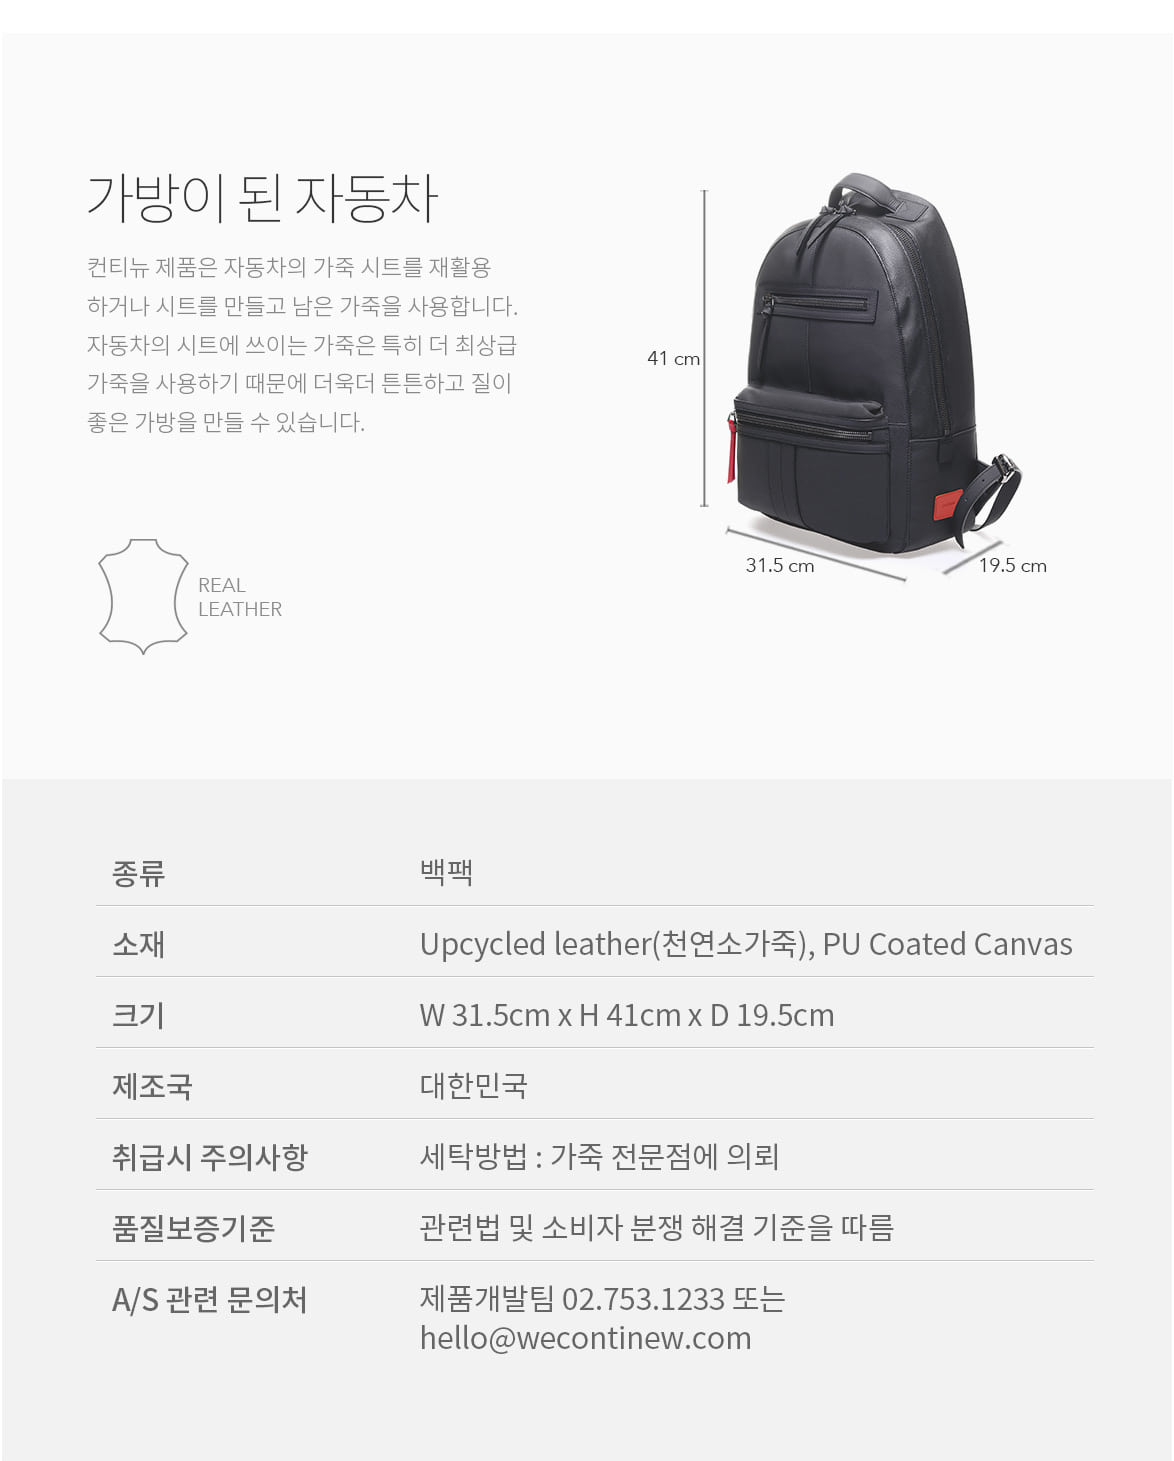 가방이 된 자동차
컨티뉴 제품은 자동차의 가죽 시트를 재활용
하거나 시트를 만들고 남은 가죽을 사용합니다.
자동차의 시트에 쓰이는 가죽은 특히 더 최상급
가죽을 사용하기 때문에 더욱더 튼튼하고 질이
좋은 가방을 만들 수 있습니다.
REAL
LEATHER
41 cm
31.5 cm
19.5 cm
종류 백팩
소재 Upcycled leather(천연소가죽), PU Coated Canvas
크기 W 31.5cm x H 41cm x D 19.5cm
제조국 대한민국
취급시 주의사항 세탁방법 : 가죽 전문점에 의뢰
품질보증기준 관련법 및 소비자 분쟁 해결 기준을 따름
A/S 관련 문의처 제품개발팀 02.753.1233 또는
hello@wecontinew.com